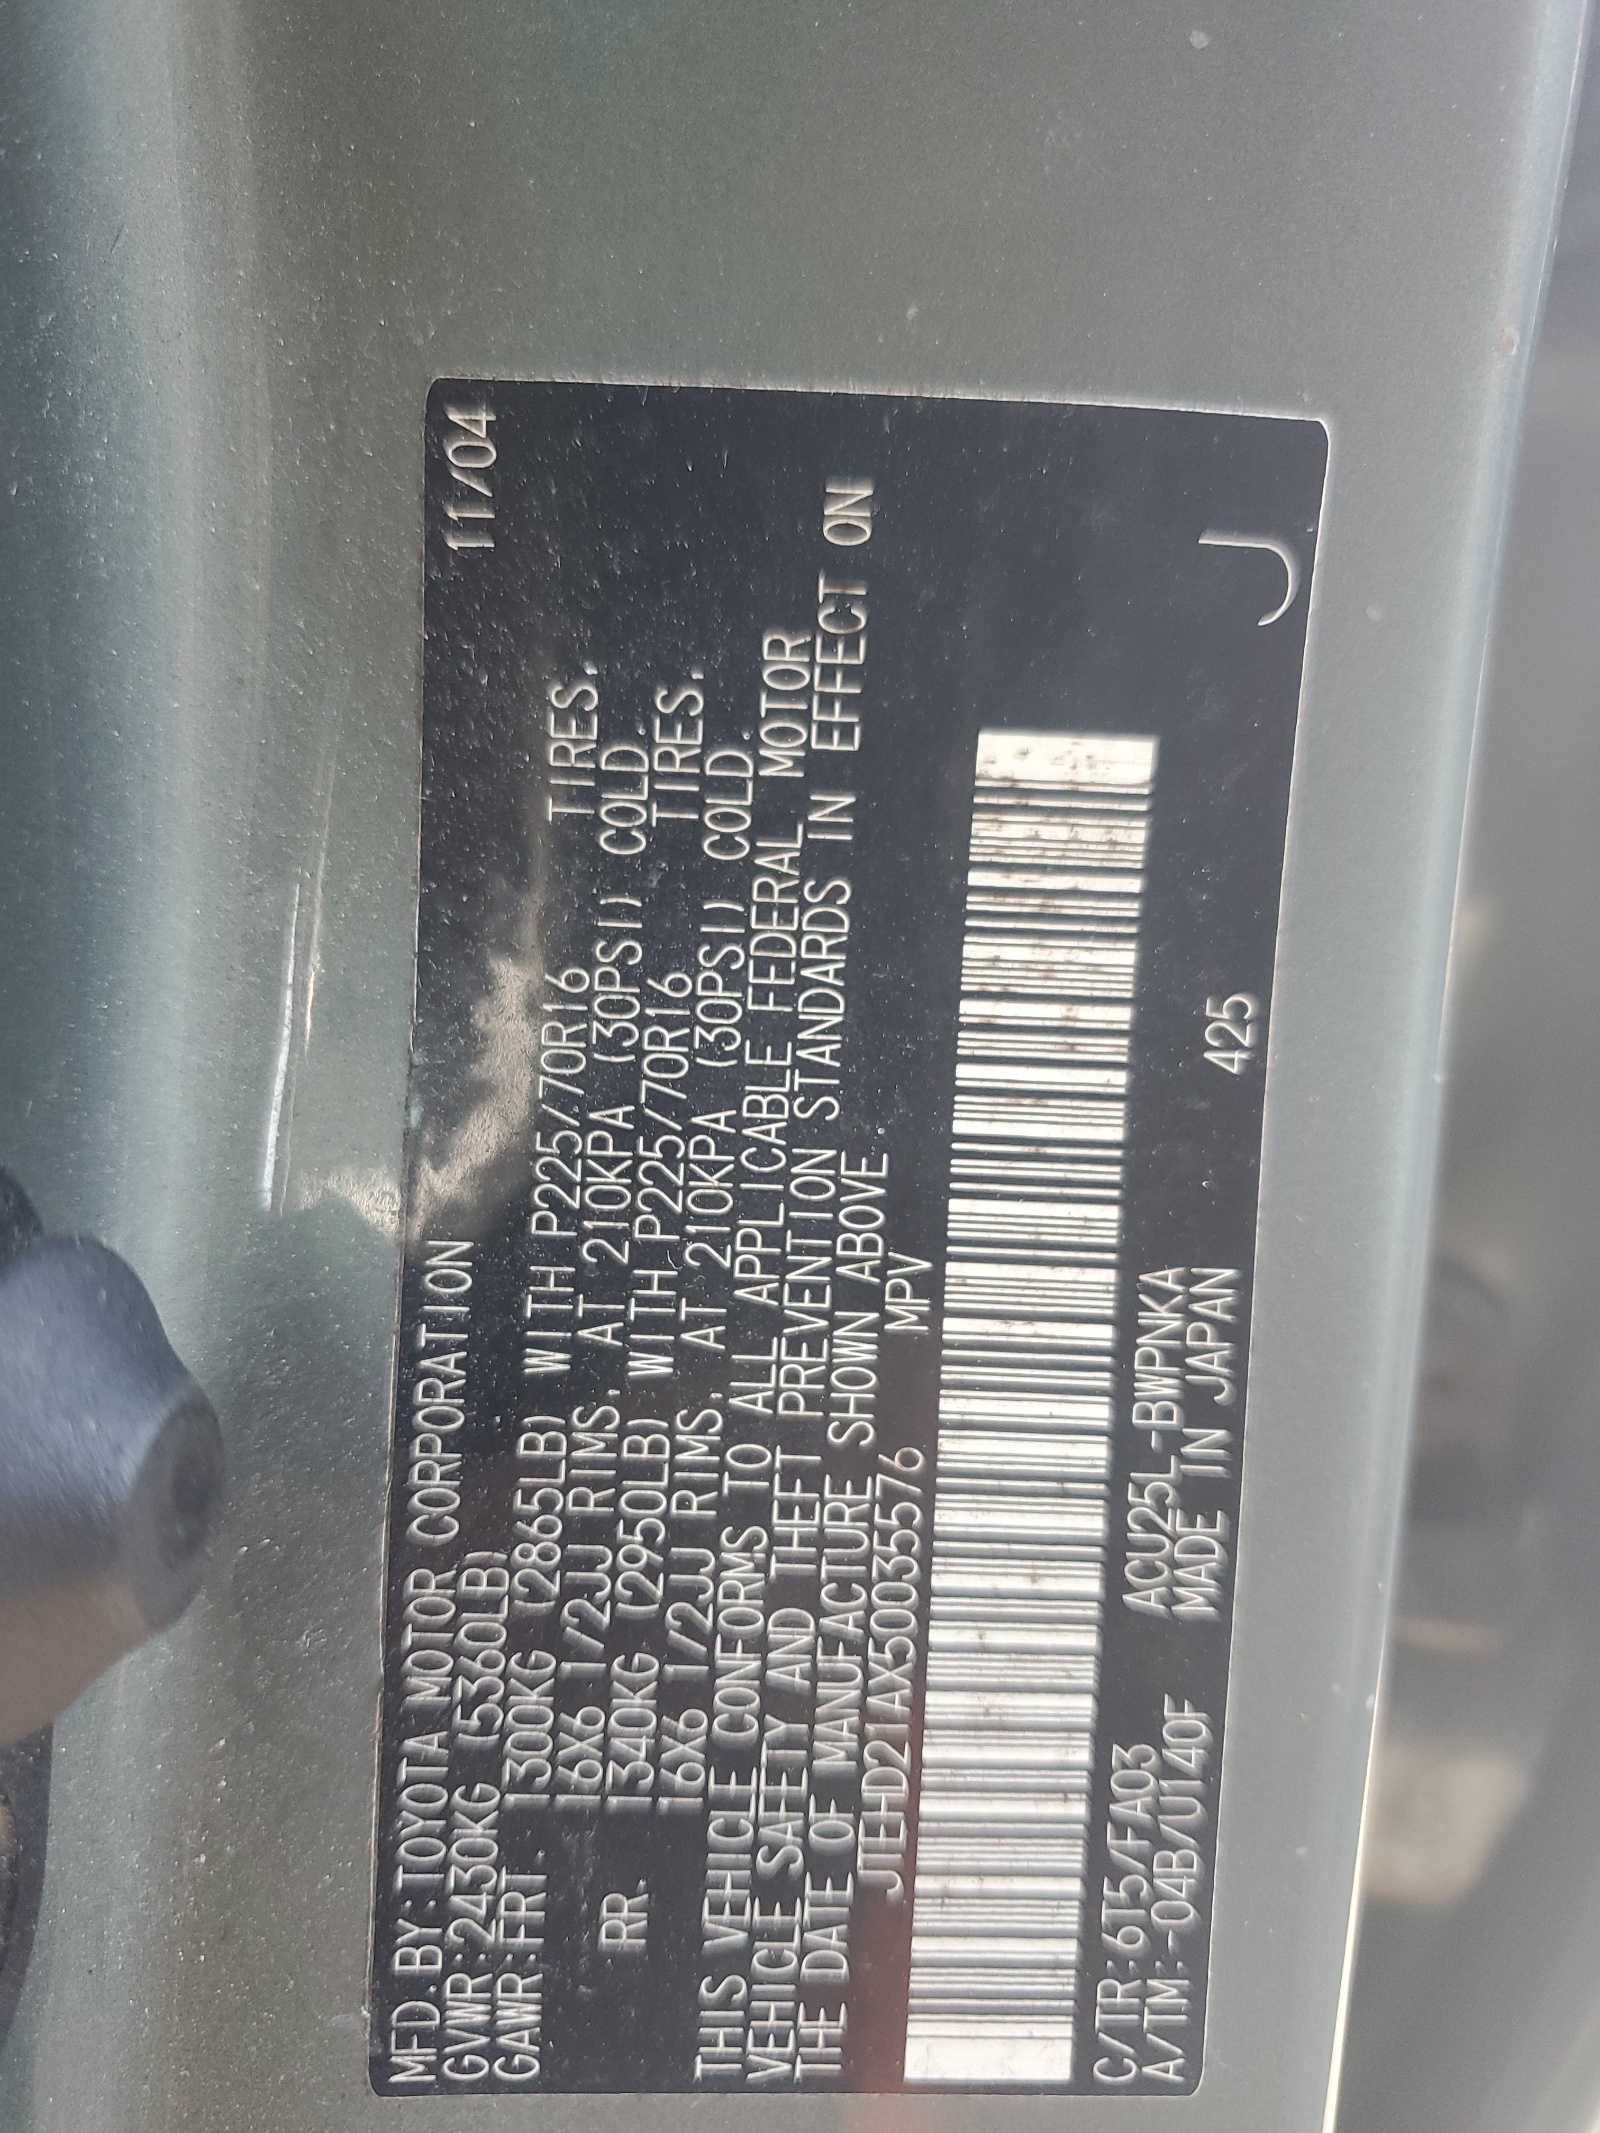 MFD.BY:TOYOTA MOTOR CORPORATION 11/04
GVWR:2430KG (5360LB)
GAWR:FRT. 1300KG (2865LB) WITH P225/70R16 TIRES,
16X6 1/2JJ RIMS, AT 210KPA (30PSI) COLD.
RR. 1340KG (2950LB) WITH P225/70R16 TIRES,
16X6 1/2JJ RIMS, AT 210KPA (30PSI) COLD.
THIS VEHICLE CONFORMS TO ALL APPLICABLE FEDERAL MOTOR
VEHICLE SAFETY AND THEFT PREVENTION STANDARDS IN EFFECT ON
THE DATE OF MANUFACTURE SHOWN ABOVE
JTEHD21AX50035576 MPV
C/TR:6T5/FA03 ACU25L-BWPNKA 425
A/TM:-04B/U140F MADE IN JAPAN
J